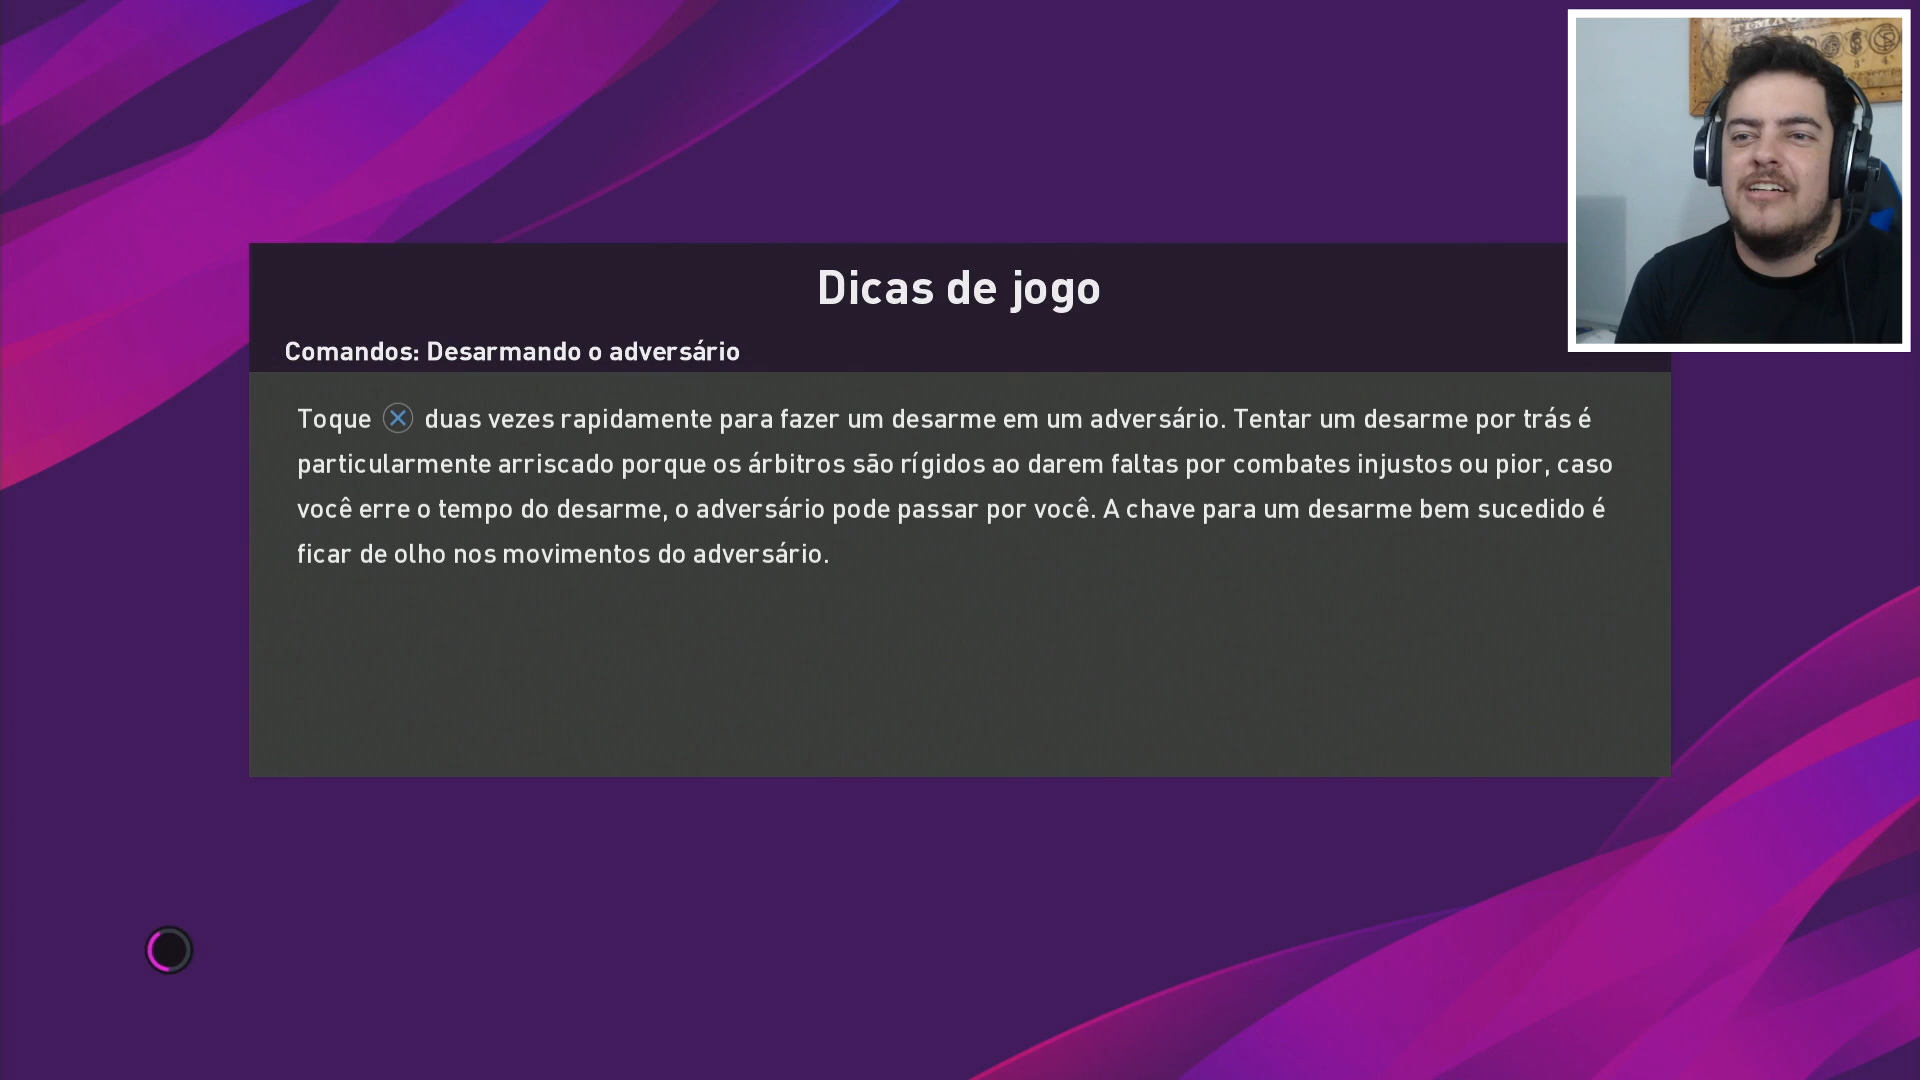 Dicas de jogo
Comandos: Desarmando o adversário
Toque duas vezes rapidamente para fazer um desarme em um adversário. Tentar um desarme por trás é
particularmente arriscado porque os árbitros são rígidos ao darem faltas por combates injustos ou pior, caso
você erre o tempo do desarme, o adversário pode passar por você. A chave para um desarme bem sucedido é
ficar de olho nos movimentos do adversário.
3° 4°